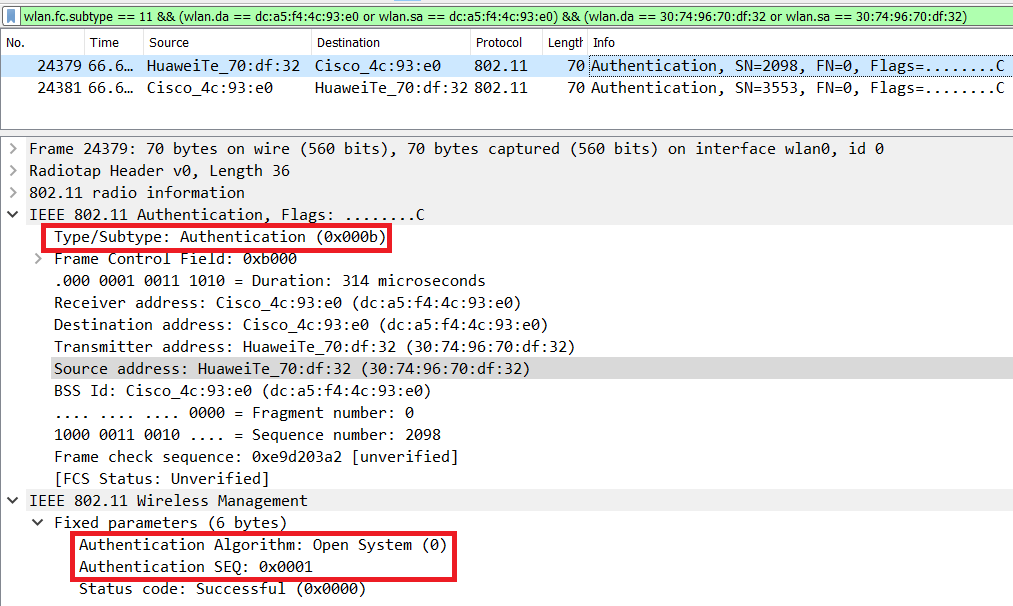 wlan.fc.subtype == 11 && (wlan.da == dc:a5:f4:4c:93:e0 or wlan.sa == dc:a5:f4:4c:93:e0) && (wlan.da == 30:74:96:70:df:32 or wlan.sa == 30:74:96:70:df:32)
No. Time Source Destination Protocol Length Info
24379 66.6… HuaweiTe_70:df:32 Cisco_4c:93:e0 802.11 70 Authentication, SN=2098, FN=0, Flags=........C
24381 66.6… Cisco_4c:93:e0 HuaweiTe_70:df:32 802.11 70 Authentication, SN=3553, FN=0, Flags=........C
Frame 24379: 70 bytes on wire (560 bits), 70 bytes captured (560 bits) on interface wlan0, id 0
Radiotap Header v0, Length 36
802.11 radio information
IEEE 802.11 Authentication, Flags: ........C
Type/Subtype: Authentication (0x000b)
Frame Control Field: 0xb000
.000 0001 0011 1010 = Duration: 314 microseconds
Receiver address: Cisco_4c:93:e0 (dc:a5:f4:4c:93:e0)
Destination address: Cisco_4c:93:e0 (dc:a5:f4:4c:93:e0)
Transmitter address: HuaweiTe_70:df:32 (30:74:96:70:df:32)
Source address: HuaweiTe_70:df:32 (30:74:96:70:df:32)
BSS Id: Cisco_4c:93:e0 (dc:a5:f4:4c:93:e0)
.... .... .... 0000 = Fragment number: 0
1000 0011 0010 .... = Sequence number: 2098
Frame check sequence: 0xe9d203a2 [unverified]
[FCS Status: Unverified]
IEEE 802.11 Wireless Management
Fixed parameters (6 bytes)
Authentication Algorithm: Open System (0)
Authentication SEQ: 0x0001
Status code: Successful (0x0000)